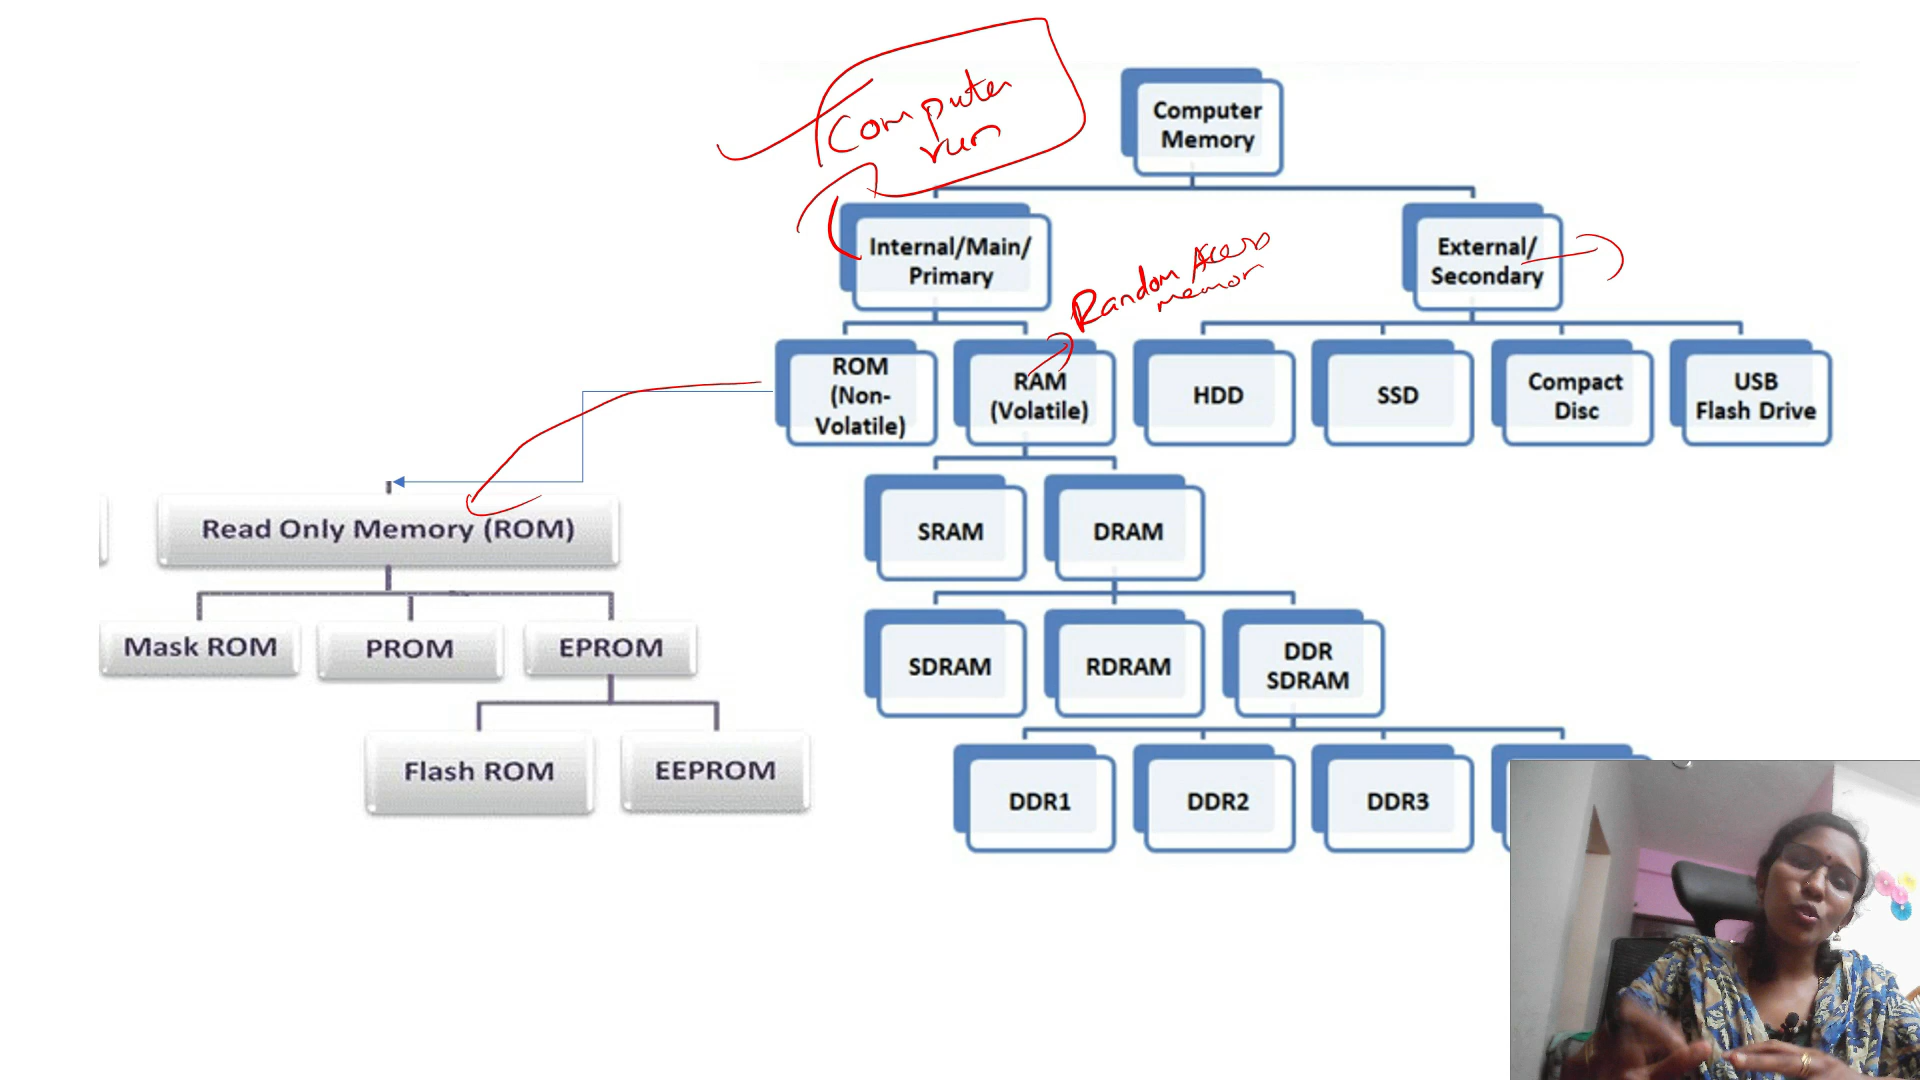 Computer
run
Computer
Memory
Internal/Main/
Primary
External/
Secondary
Random Access
memor
ROM
(Non-
Volatile)
RAM
(Volatile)
HDD
SSD
Compact
Disc
USB
Flash Drive
Read Only Memory (ROM)
SRAM
DRAM
Mask ROM
PROM
EPROM
SDRAM
RDRAM
DDR
SDRAM
Flash ROM
EEPROM
DDR1
DDR2
DDR3